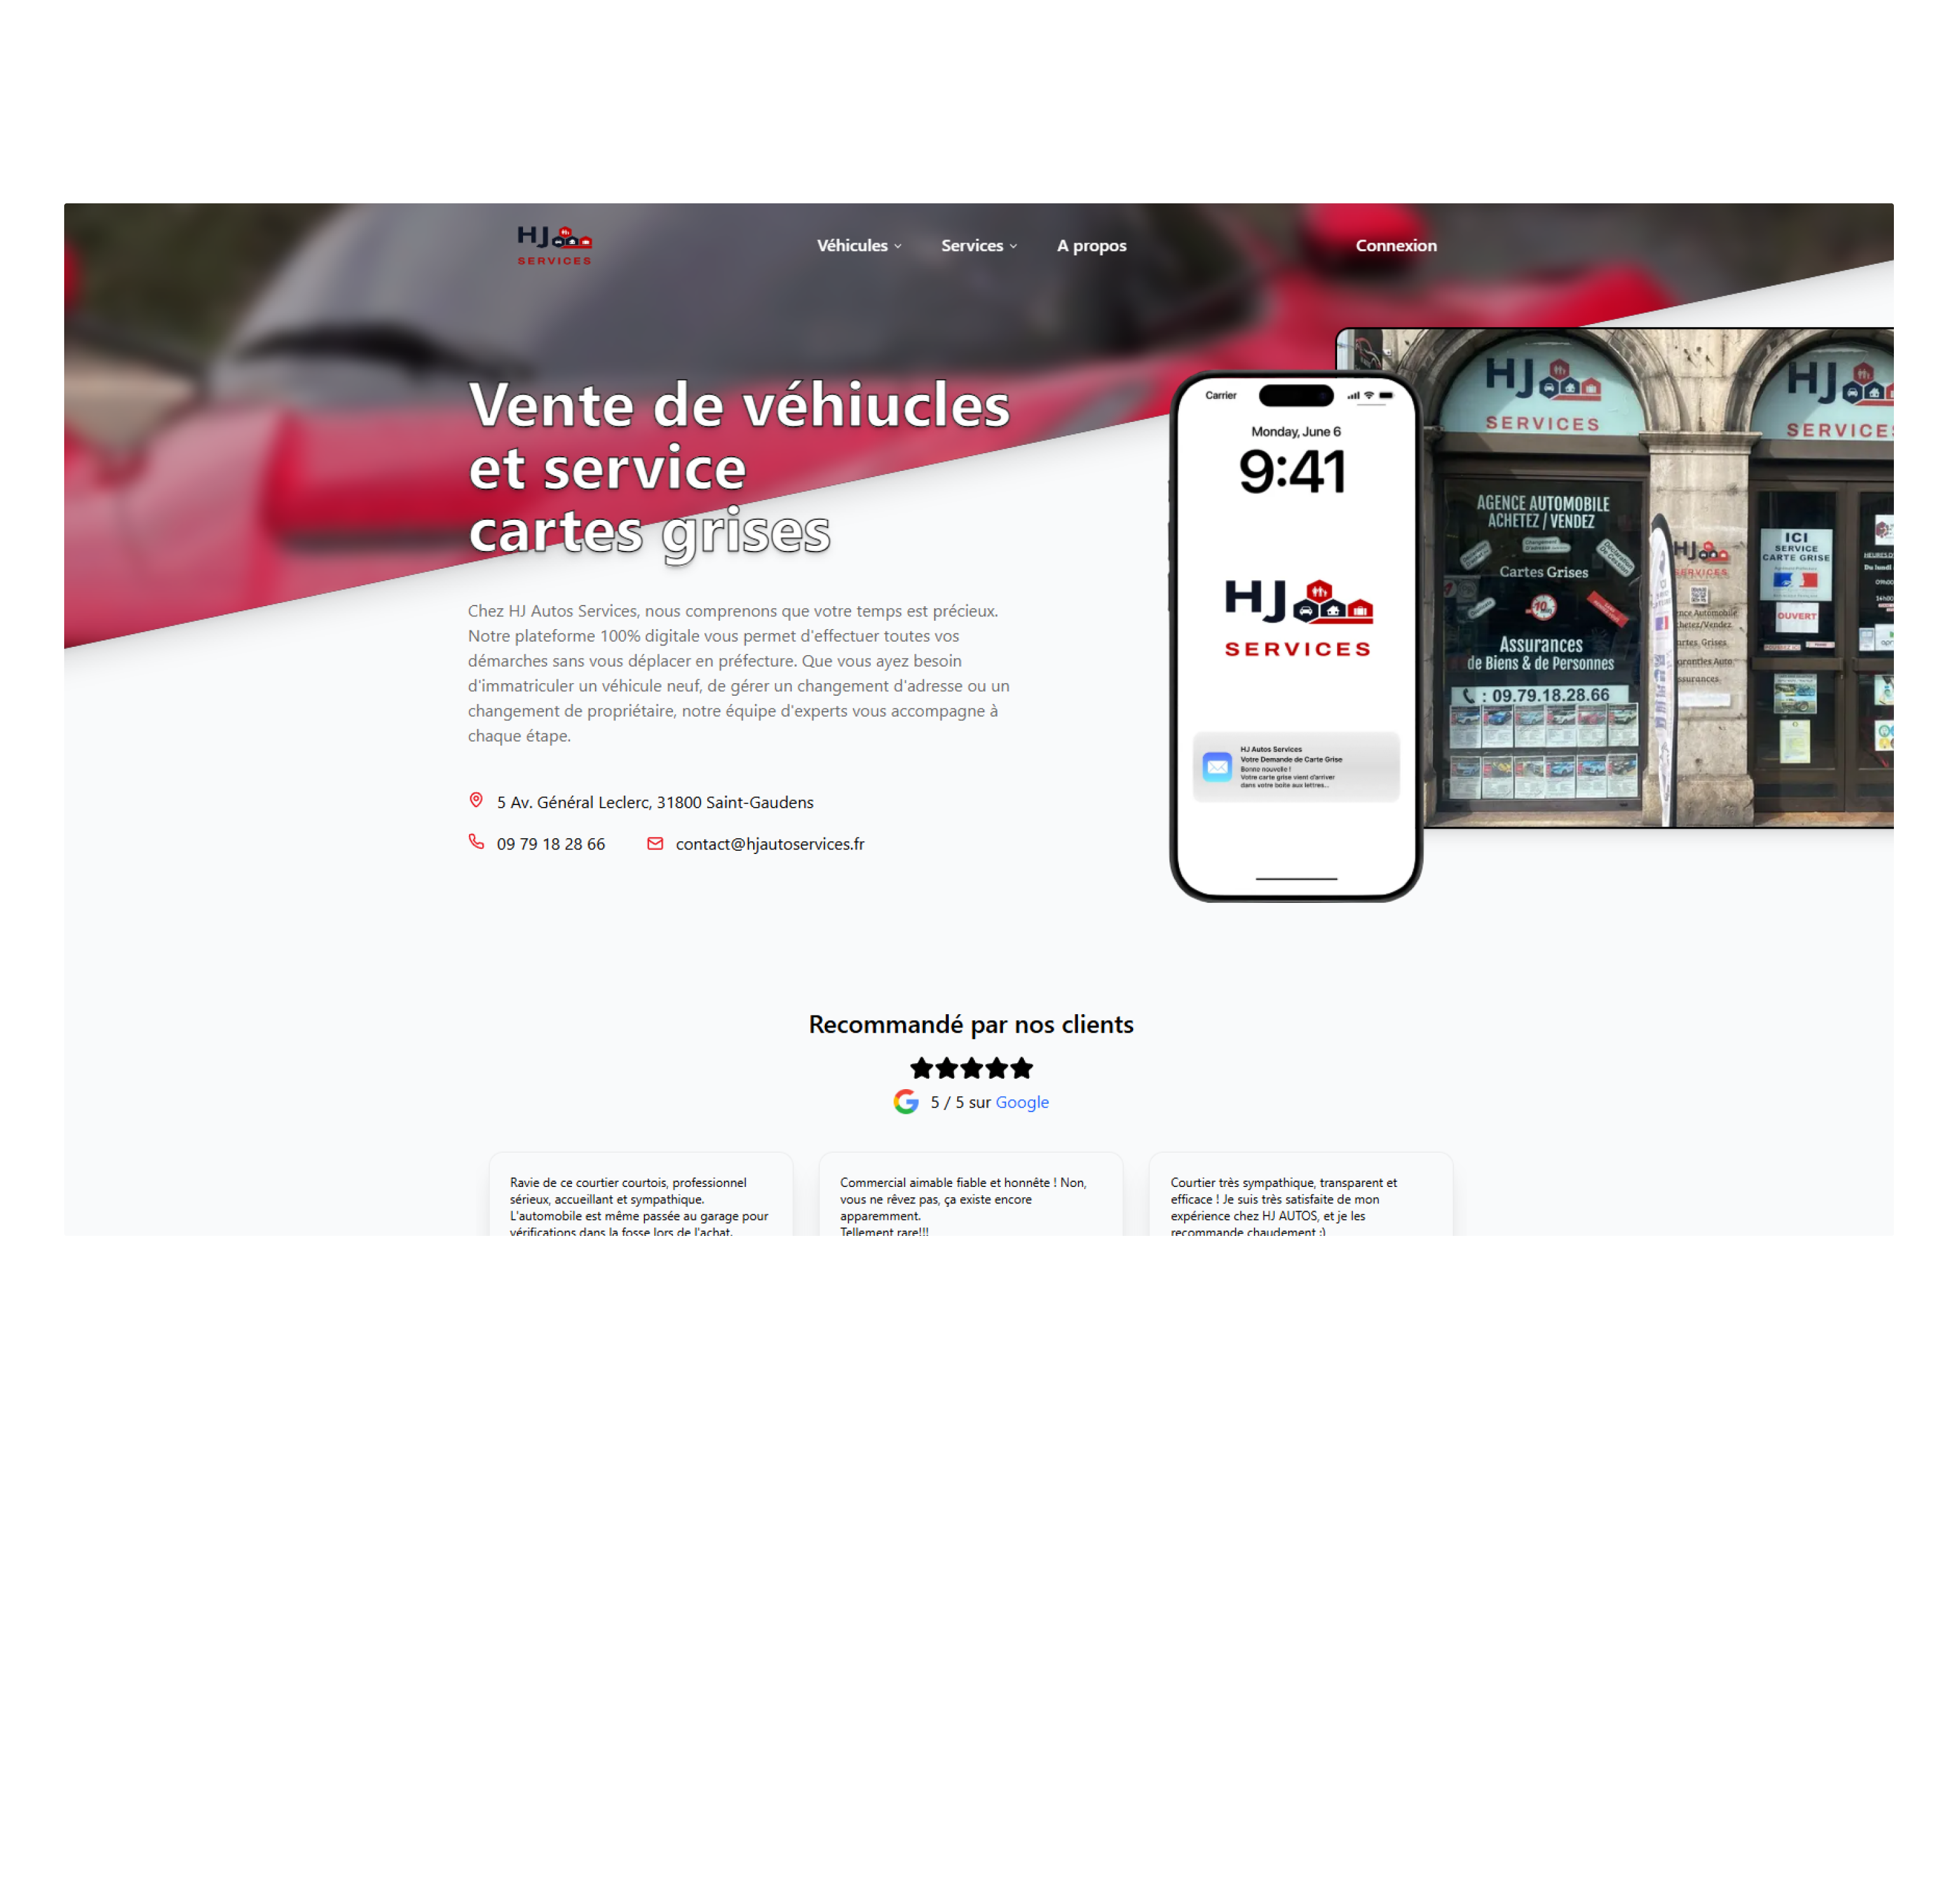 HJ
SERVICES
Véhicules
Services
A propos
Connexion
Vente de véhiucles
et service
cartes grises
Chez HJ Autos Services, nous comprenons que votre temps est précieux.
Notre plateforme 100% digitale vous permet d'effectuer toutes vos
démarches sans vous déplacer en préfecture. Que vous ayez besoin
d'immatriculer un véhicule neuf, de gérer un changement d'adresse ou un
changement de propriétaire, notre équipe d'experts vous accompagne à
chaque étape.
5 Av. Général Leclerc, 31800 Saint-Gaudens
09 79 18 28 66
contact@hjautoservices.fr
Carrier
Monday, June 6
9:41
HJ
SERVICES
HJ Autos Services
Votre Demande de Carte Grise
Bonne nouvelle !
Votre carte grise vient d'arriver
dans votre boite aux lettres...
HJ
SERVICES
AGENCE AUTOMOBILE
ACHETEZ / VENDEZ
Cartes Grises
10
Assurances
de Biens & de Personnes
: 09.79.18.28.66
HJ
SERVICES
ICI
SERVICE
CARTE GRISE
OUVERT
HJ
SERVICES
Recommandé par nos clients
5 / 5 sur Google
Ravie de ce courtier courtois, professionnel
sérieux, accueillant et sympathique.
L'automobile est même passée au garage pour
vérifications dans la fosse lors de l'achat.
Commercial aimable fiable et honnête ! Non,
vous ne rêvez pas, ça existe encore
apparemment.
Tellement rare!!!
Courtier très sympathique, transparent et
efficace ! Je suis très satisfaite de mon
expérience chez HJ AUTOS, et je les
recommande chaudement :)